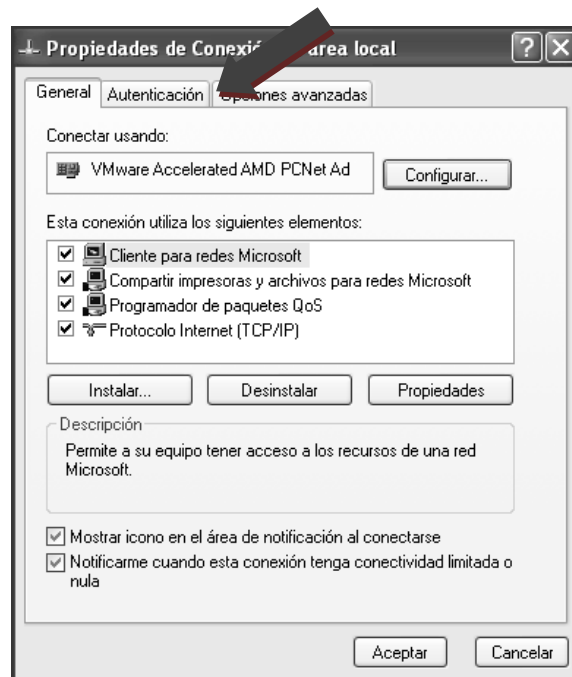 Propiedades de Conexió área local
General Autenticación Opciones avanzadas
Conectar usando:
VMware Accelerated AMD PCNet Ad
Configurar...
Esta conexión utiliza los siguientes elementos:
Cliente para redes Microsoft
Compartir impresoras y archivos para redes Microsoft
Programador de paquetes QoS
Protocolo Internet (TCP/IP)
Instalar... Desinstalar Propiedades
Descripción
Permite a su equipo tener acceso a los recursos de una red
Microsoft.
Mostrar icono en el área de notificación al conectarse
Notificarme cuando esta conexión tenga conectividad limitada o
nula
Aceptar Cancelar